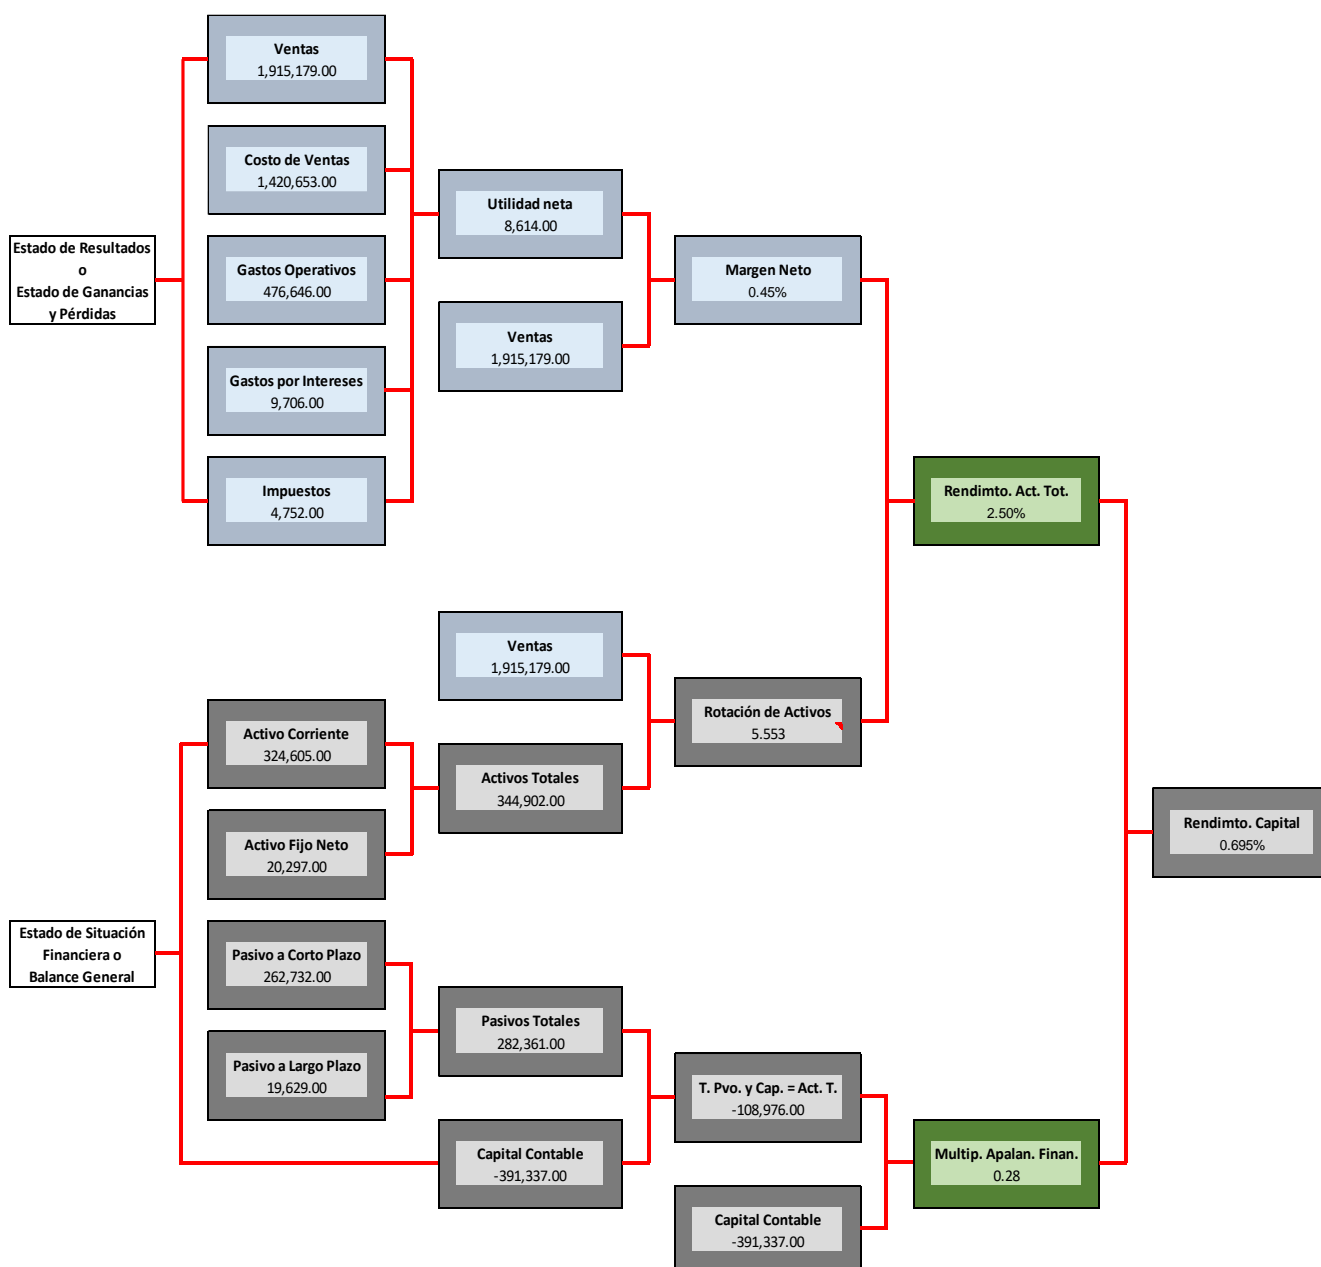 Ventas
1,915,179.00
Costo de Ventas
1,420,653.00
Utilidad neta
8,614.00
Estado de Resultados
o
Estado de Ganancias
y Pérdidas
Gastos Operativos
476,646.00
Margen Neto
0.45%
Ventas
1,915,179.00
Gastos por Intereses
9,706.00
Impuestos
4,752.00
Rendimto. Act. Tot.
2.50%
Ventas
1,915,179.00
Rotación de Activos
5.553
Activo Corriente
324,605.00
Activos Totales
344,902.00
Activo Fijo Neto
20,297.00
Rendimto. Capital
0.695%
Estado de Situación
Financiera o
Balance General
Pasivo a Corto Plazo
262,732.00
Pasivos Totales
282,361.00
Pasivo a Largo Plazo
19,629.00
T. Pvo. y Cap. = Act. T.
-108,976.00
Capital Contable
-391,337.00
Multip. Apalan. Finan.
0.28
Capital Contable
-391,337.00